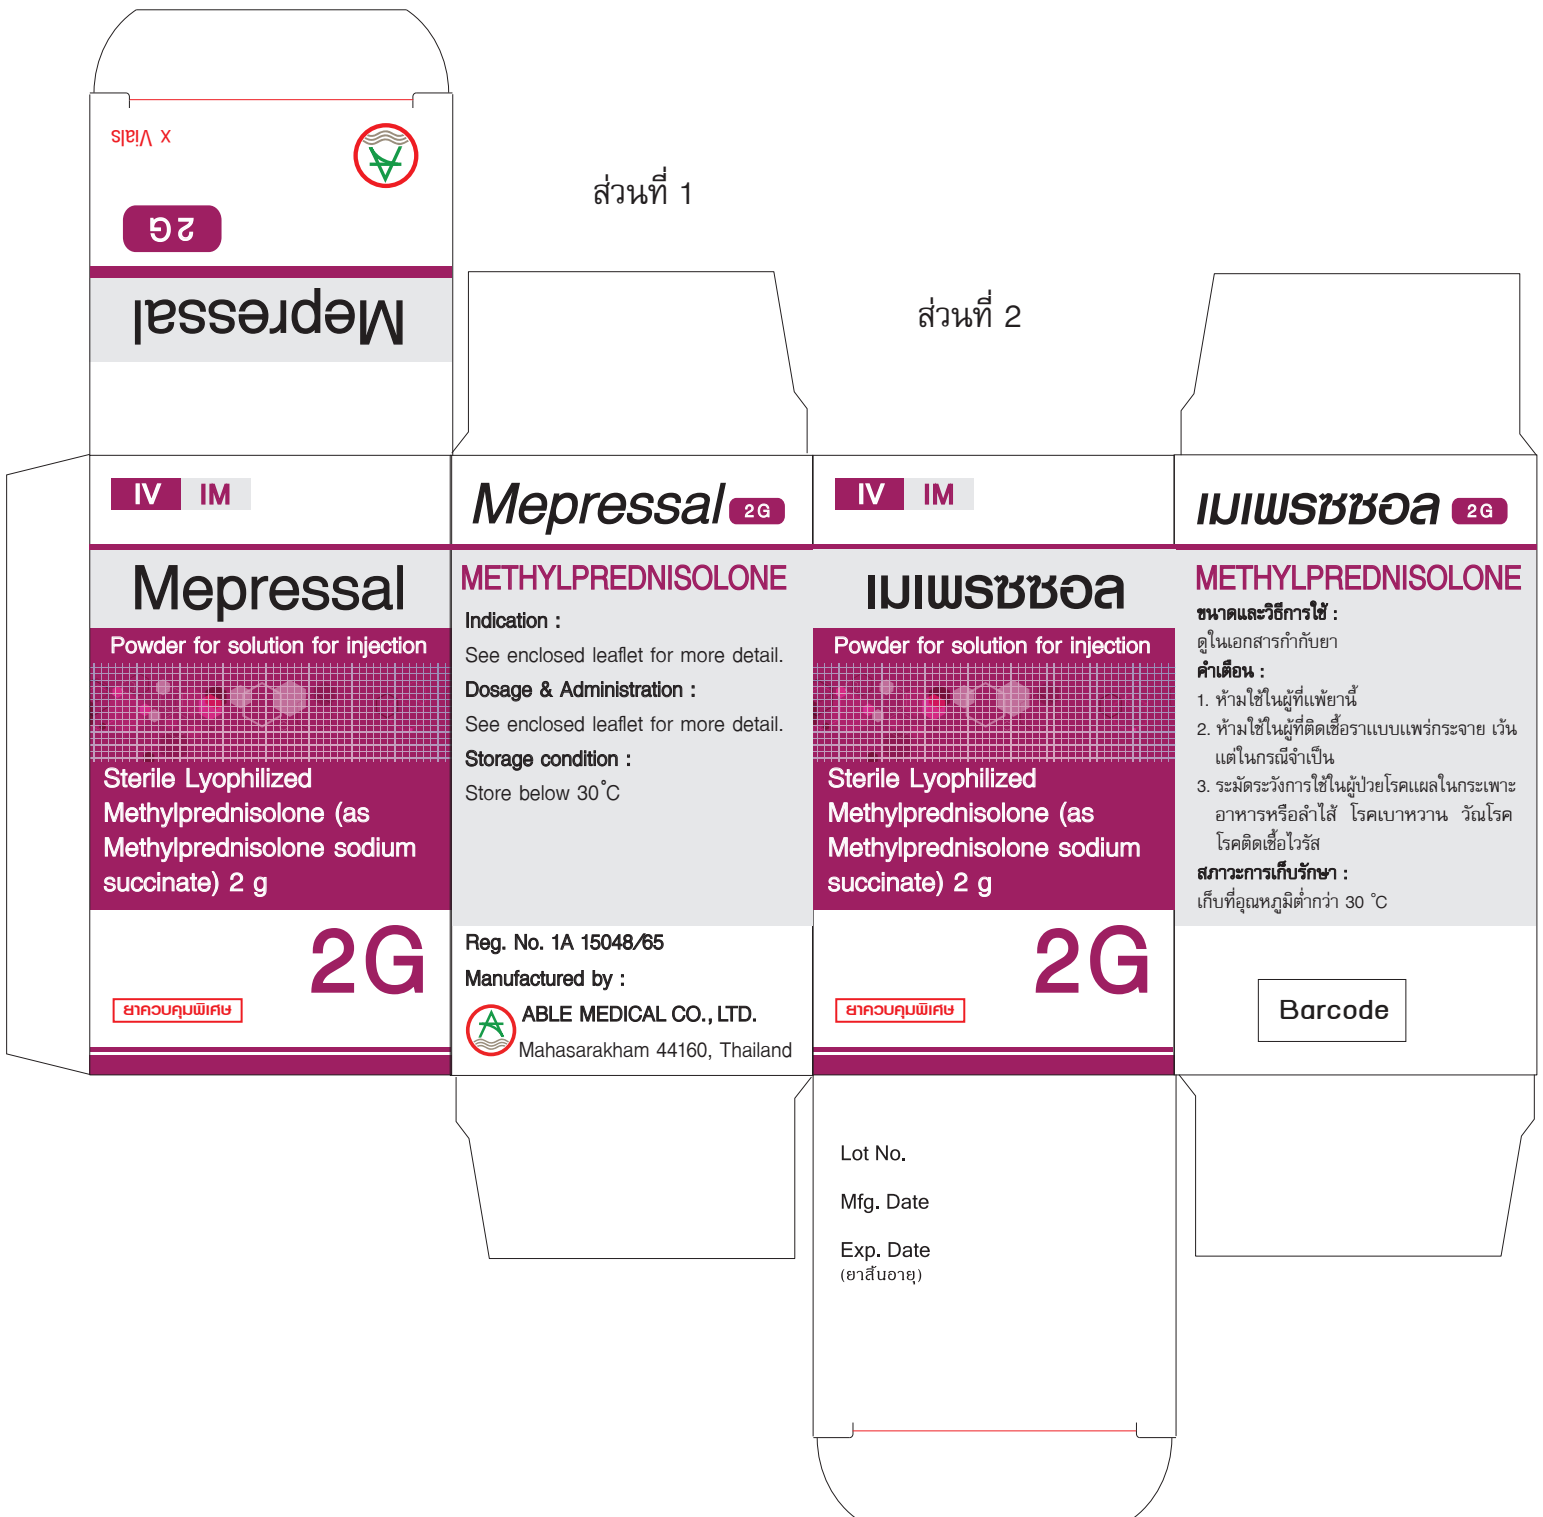 x Vials
2G
Mepressal
ส่วนที่ 1
ส่วนที่ 2
IV IM
Mepressal
Powder for solution for injection
Sterile Lyophilized
Methylprednisolone (as
Methylprednisolone sodium
succinate) 2 g
2G
ยาควบคุมพิเศษ
Mepressal 2G
METHYLPREDNISOLONE
Indication :
See enclosed leaflet for more detail.
Dosage & Administration :
See enclosed leaflet for more detail.
Storage condition :
Store below 30 °C
Reg. No. 1A 15048/65
Manufactured by :
ABLE MEDICAL CO., LTD.
Mahasarakham 44160, Thailand
IV IM
เมเพรซซอล
Powder for solution for injection
Sterile Lyophilized
Methylprednisolone (as
Methylprednisolone sodium
succinate) 2 g
2G
ยาควบคุมพิเศษ
เมเพรซซอล 2G
METHYLPREDNISOLONE
ขนาดและวิธีการใช้ :
ดูในเอกสารกำกับยา
คำเตือน :
1. ห้ามใช้ในผู้ที่แพ้ยานี้
2. ห้ามใช้ในผู้ที่ติดเชื้อราแบบแพร่กระจาย เว้น
แต่ในกรณีจำเป็น
3. ระมัดระวังการใช้ในผู้ป่วยโรคแผลในกระเพาะ
อาหารหรือลำไส้ โรคเบาหวาน วัณโรค
โรคติดเชื้อไวรัส
สภาวะการเก็บรักษา :
เก็บที่อุณหภูมิต่ำกว่า 30 °C
Barcode
Lot No.
Mfg. Date
Exp. Date
(ยาสิ้นอายุ)